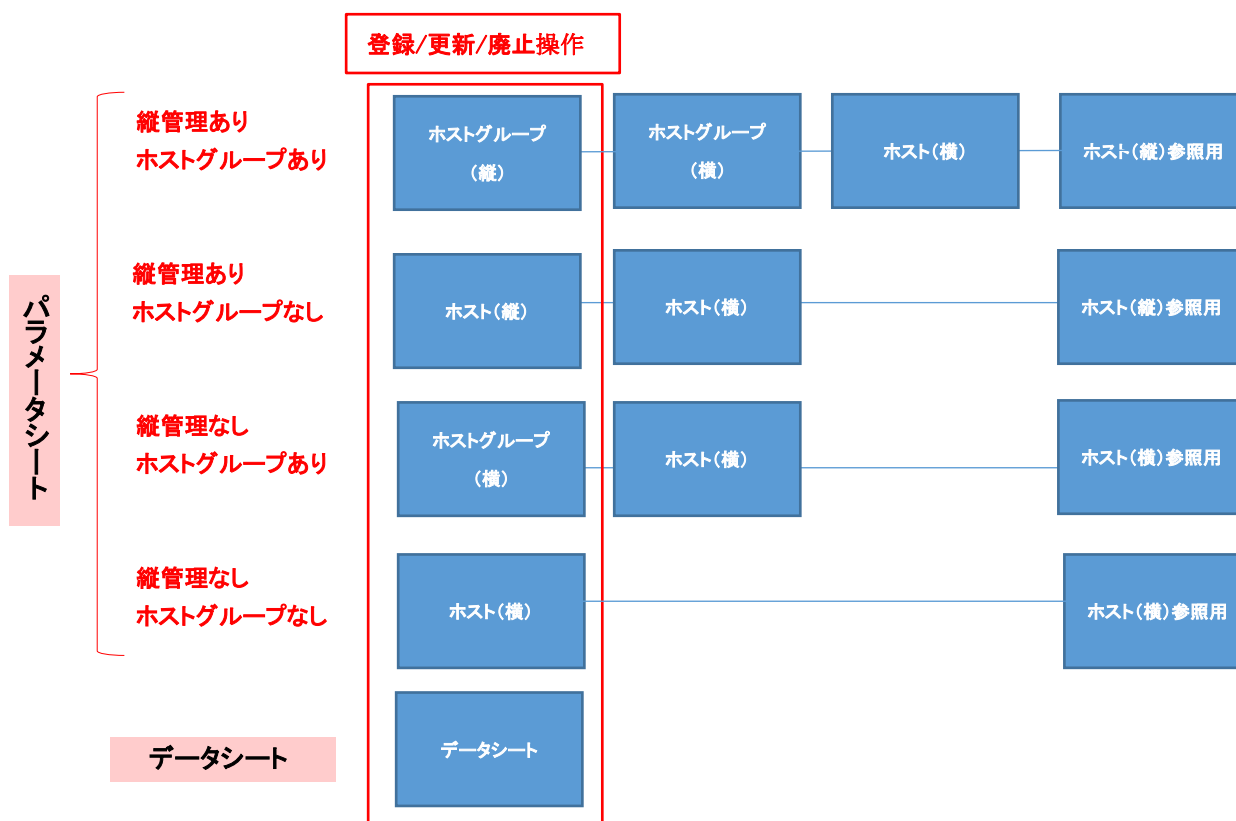 登録/更新/廃止操作
縦管理あり
ホストグループあり
ホストグループ
(縦)
ホストグループ
(横)
ホスト(横)
ホスト(縦)参照用
縦管理あり
ホストグループなし
ホスト(縦)
ホスト(横)
ホスト(縦)参照用
パラメータシート
縦管理なし
ホストグループあり
ホストグループ
(横)
ホスト(横)
ホスト(横)参照用
縦管理なし
ホストグループなし
ホスト(横)
ホスト(横)参照用
データシート
データシート